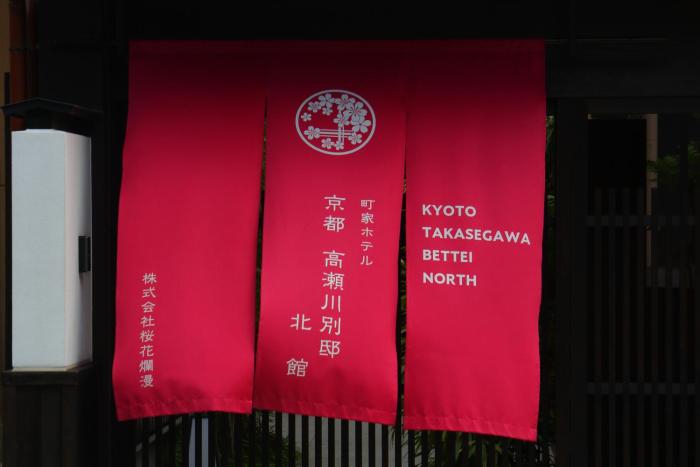 町家ホテル
京都 高瀬川別邸
北館
KYOTO
TAKASEGAWA
BETTEI
NORTH
株式会社桜花爛漫